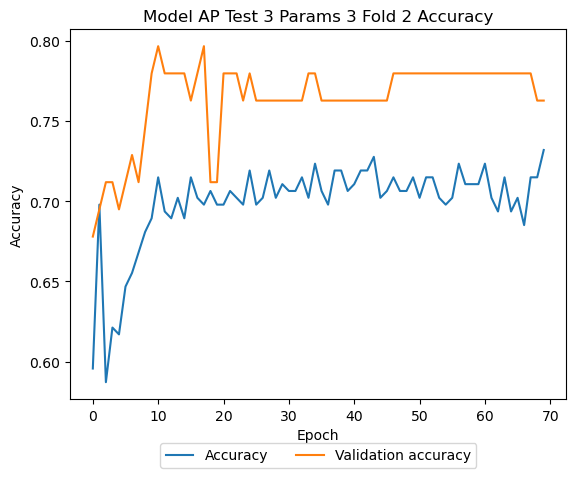 Model AP Test 3 Params 3 Fold 2 Accuracy
0.80
0.75
0.70
0.65
0.60
Accuracy
0 10 20 30 40 50 60 70
Epoch
Accuracy Validation accuracy